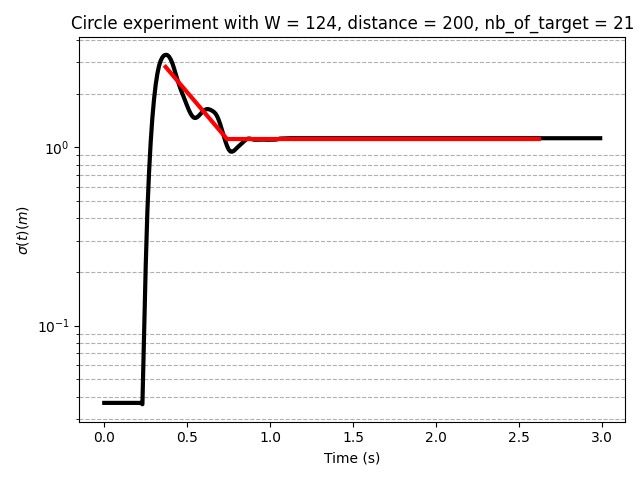 Circle experiment with W = 124, distance = 200, nb_of_target = 21
σ(t)(m)
10⁰
10⁻¹
0.0 0.5 1.0 1.5 2.0 2.5 3.0
Time (s)